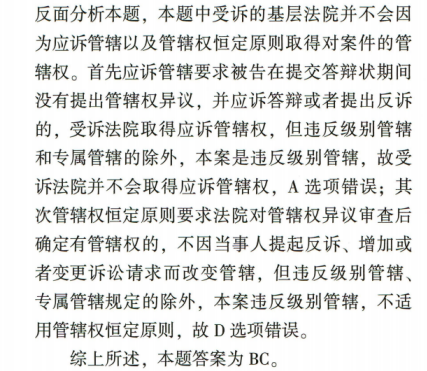 反面分析本题，本题中受诉的基层法院并不会因
为应诉管辖以及管辖权恒定原则取得对案件的管
辖权。首先应诉管辖要求被告在提交答辩状期间
没有提出管辖权异议，并应诉答辩或者提出反诉
的，受诉法院取得应诉管辖权，但违反级别管辖
和专属管辖的除外，本案是违反级别管辖，故受
诉法院并不会取得应诉管辖权，A 选项错误；其
次管辖权恒定原则要求法院对管辖权异议审查后
确定有管辖权的，不因当事人提起反诉、增加或
者变更诉讼请求而改变管辖，但违反级别管辖、
专属管辖规定的除外，本案违反级别管辖，不适
用管辖权恒定原则，故 D 选项错误。
综上所述，本题答案为 BC。